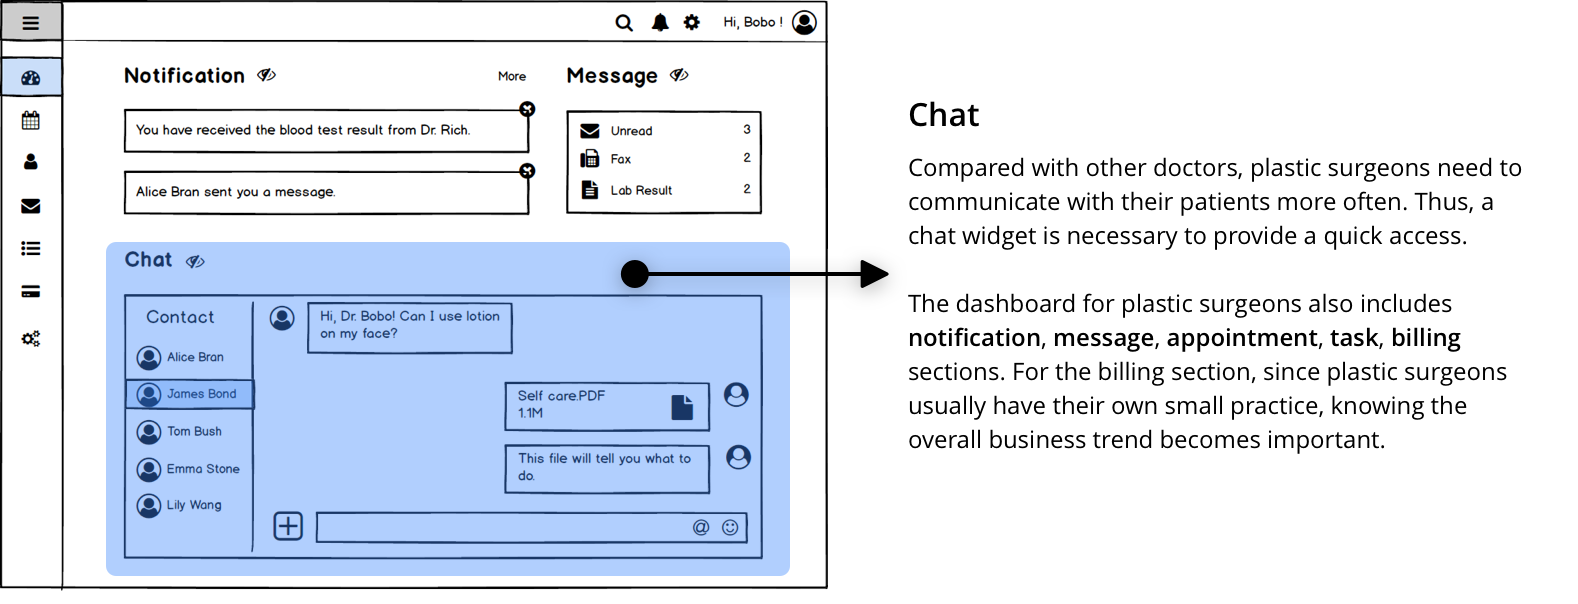 Hi, Bobo !
Notification
More
Message
You have received the blood test result from Dr. Rich.
Alice Bran sent you a message.
Unread 3
Fax 2
Lab Result 2
Chat
Contact
Alice Bran
James Bond
Tom Bush
Emma Stone
Lily Wang
Hi, Dr. Bobo! Can I use lotion
on my face?
Self care.PDF
1.1M
This file will tell you what to
do.
@
Chat
Compared with other doctors, plastic surgeons need to
communicate with their patients more often. Thus, a
chat widget is necessary to provide a quick access.
The dashboard for plastic surgeons also includes
notification, message, appointment, task, billing
sections. For the billing section, since plastic surgeons
usually have their own small practice, knowing the
overall business trend becomes important.